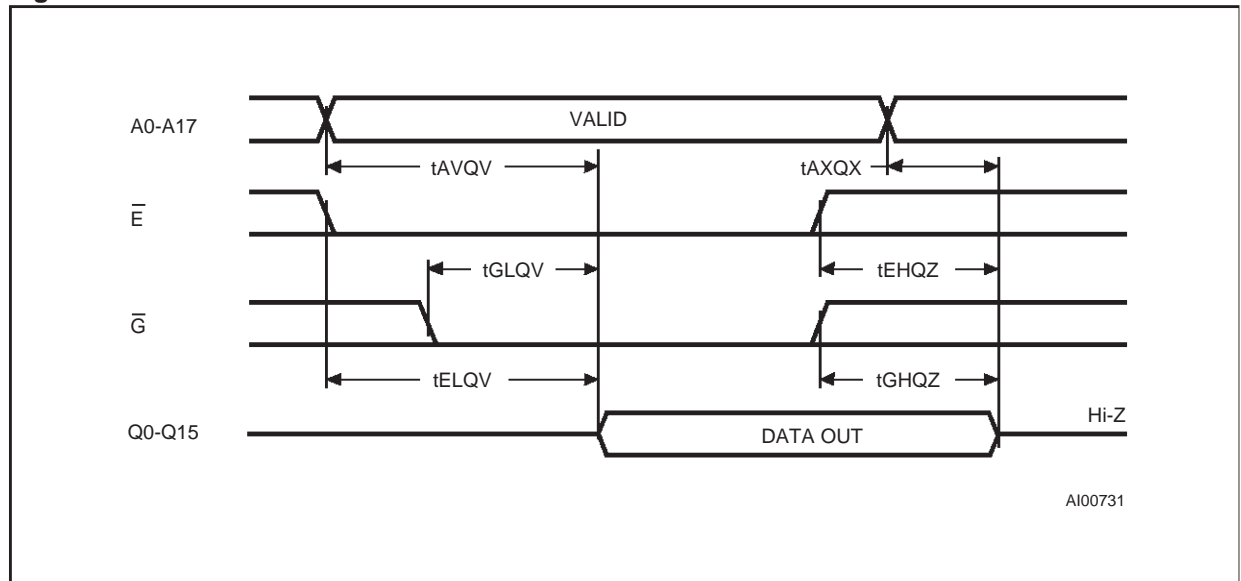 A0-A17
VALID
tAVQV
tAXQX
E
tGLQV
tEHQZ
G
tELQV
tGHQZ
Q0-Q15
DATA OUT
Hi-Z
AI00731